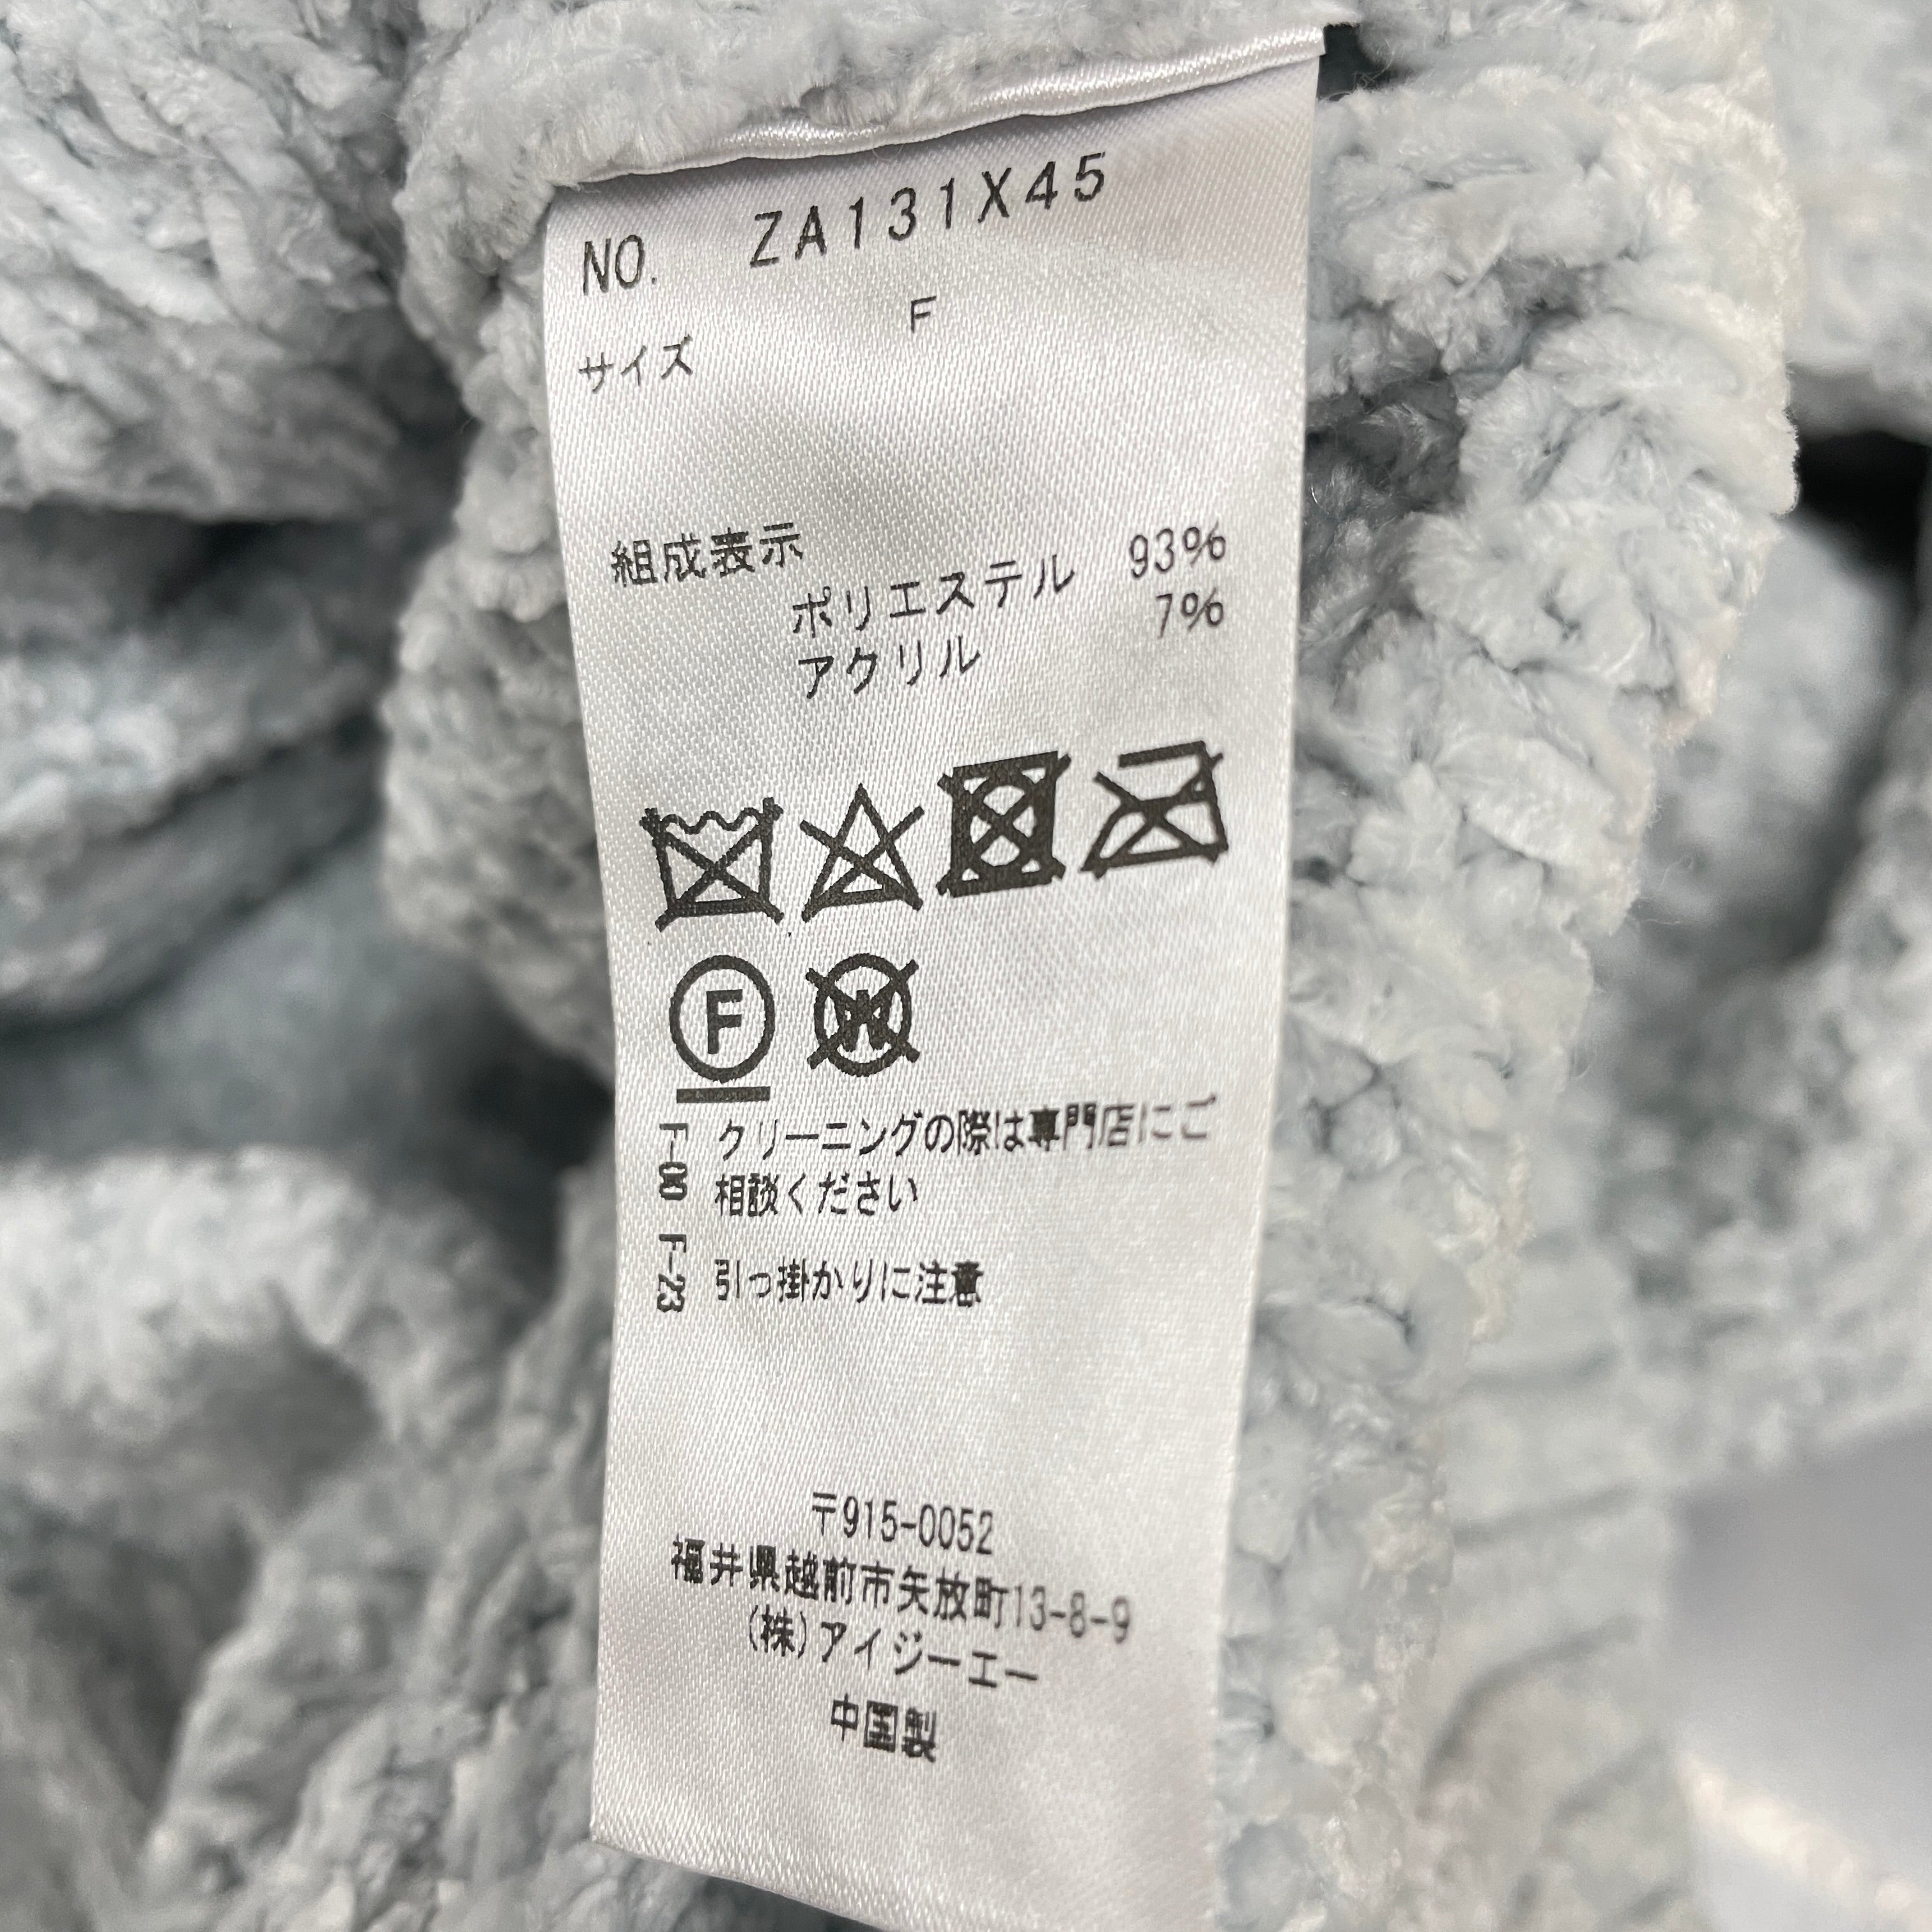 NO. ZA131X45
サイズ F
組成表示
ポリエステル 93%
アクリル 7%
F
W
F-00 クリーニングの際は専門店にご
相談ください
F-23 引っ掛かりに注意
〒915-0052
福井県越前市矢放町13-8-9
(株)アイジーエー
中国製